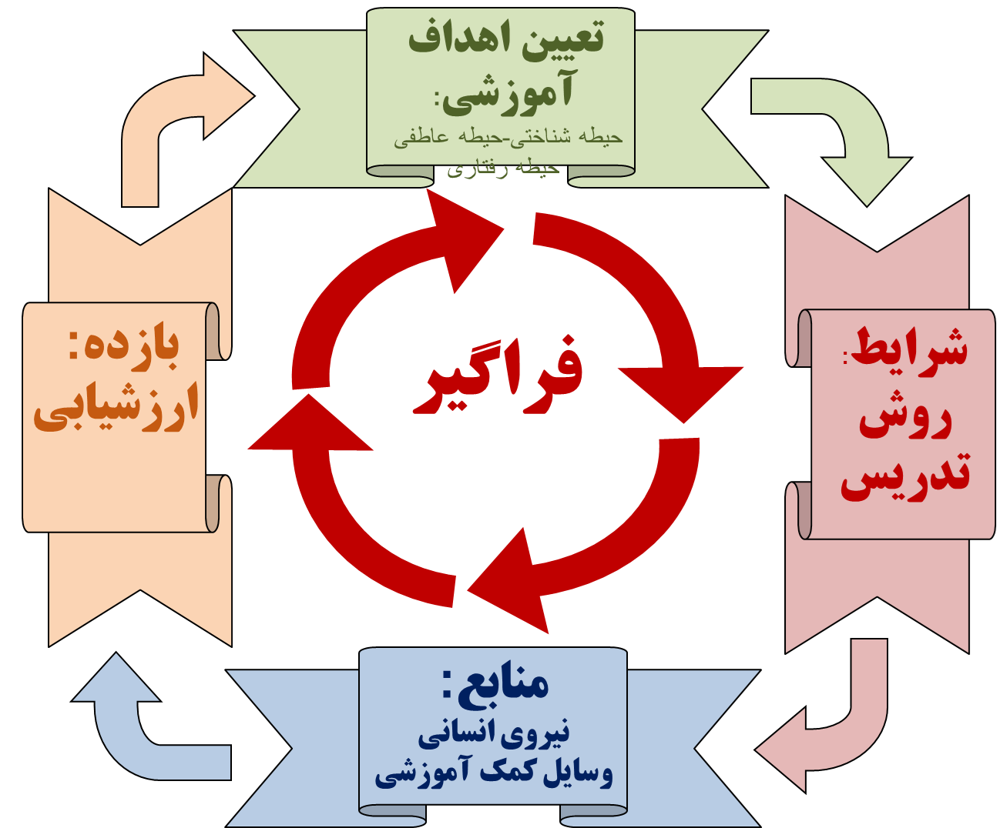 تعیین اهداف
آموزشی:
حیطه شناختی-حیطه عاطفی
حیطه رفتاری
شرایط:
روش
تدریس
فراگیر
بازده:
ارزشیابی
منابع:
نیروی انسانی
وسایل کمک آموزشی